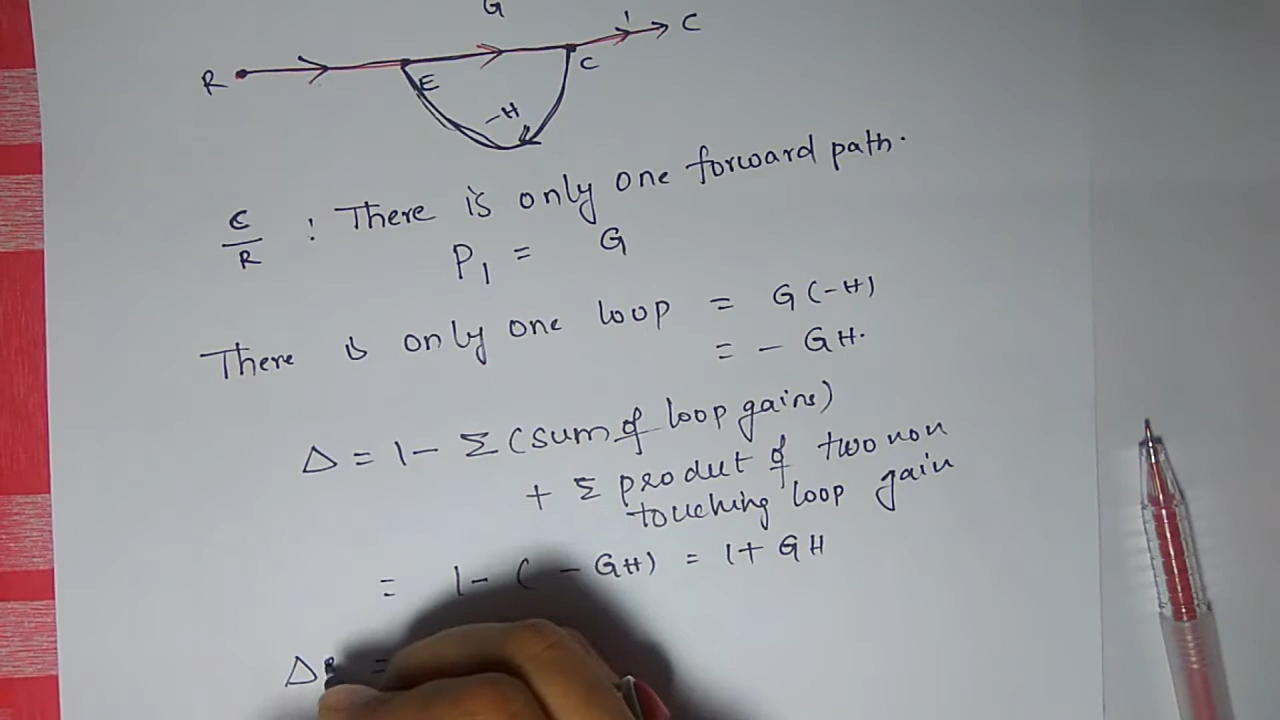 G
R E -H C 1 C
C/R : There is only one forward path.
P1 = G
There is only one loop = G(-H)
= - GH.
Δ = 1 - Σ (sum of loop gains)
+ Σ product of two non
touching loop gain
= 1 - ( - GH) = 1 + GH
Δ =